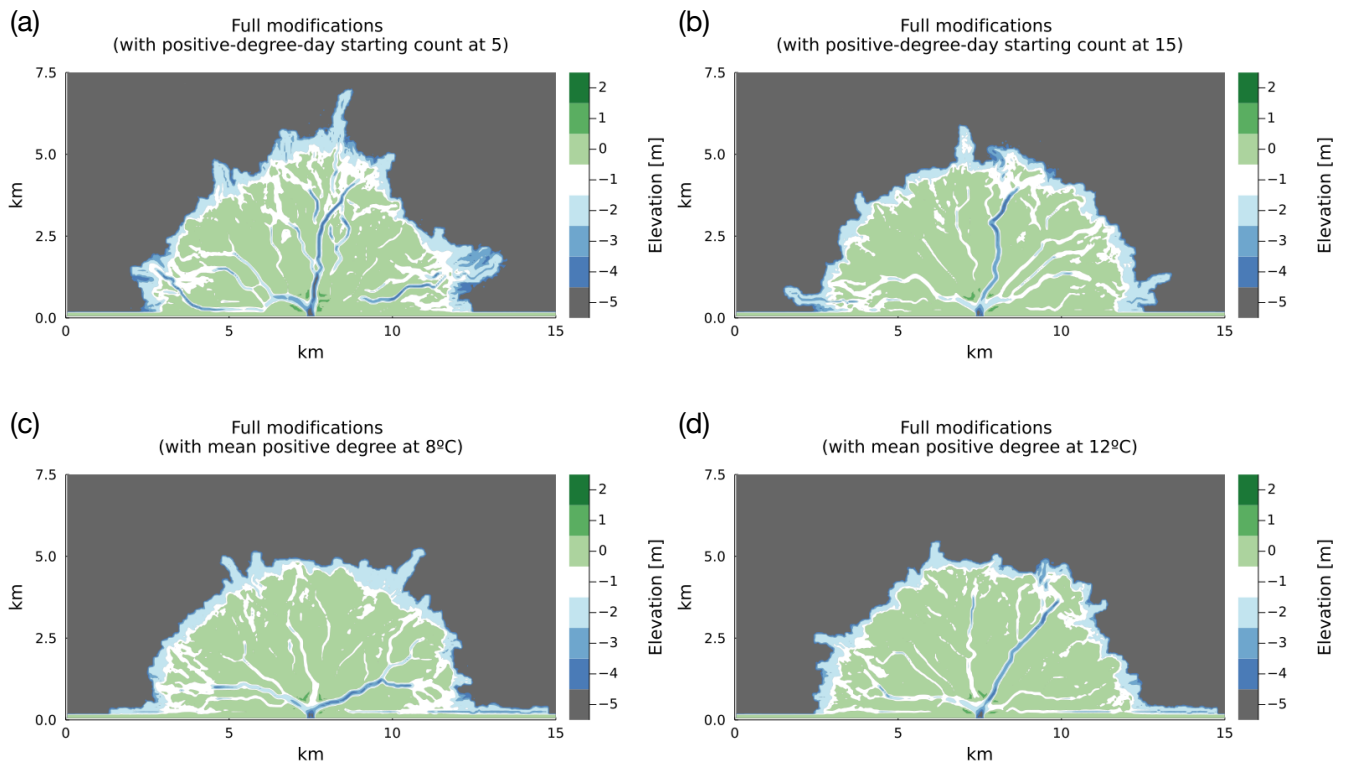 (a)
Full modifications
(with positive-degree-day starting count at 5)
7.5
5.0
2.5
0.0
km
0
5
10
15
km
2
1
0
−1
−2
−3
−4
−5
Elevation [m]
(b)
Full modifications
(with positive-degree-day starting count at 15)
7.5
5.0
2.5
0.0
km
0
5
10
15
km
2
1
0
−1
−2
−3
−4
−5
Elevation [m]
(c)
Full modifications
(with mean positive degree at 8ºC)
7.5
5.0
2.5
0.0
km
0
5
10
15
km
2
1
0
−1
−2
−3
−4
−5
Elevation [m]
(d)
Full modifications
(with mean positive degree at 12ºC)
7.5
5.0
2.5
0.0
km
0
5
10
15
km
2
1
0
−1
−2
−3
−4
−5
Elevation [m]